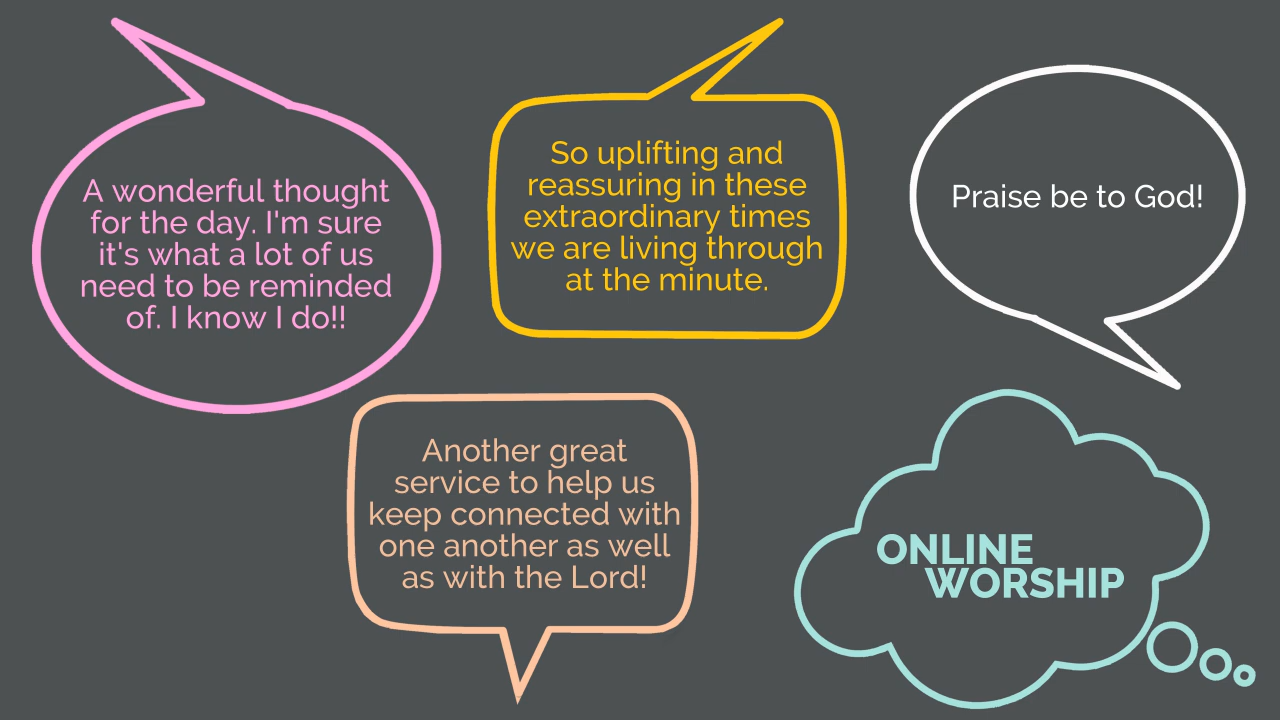 A wonderful thought
for the day. I'm sure
it's what a lot of us
need to be reminded
of. I know I do!!
So uplifting and
reassuring in these
extraordinary times
we are living through
at the minute.
Praise be to God!
Another great
service to help us
keep connected with
one another as well
as with the Lord!
ONLINE
WORSHIP